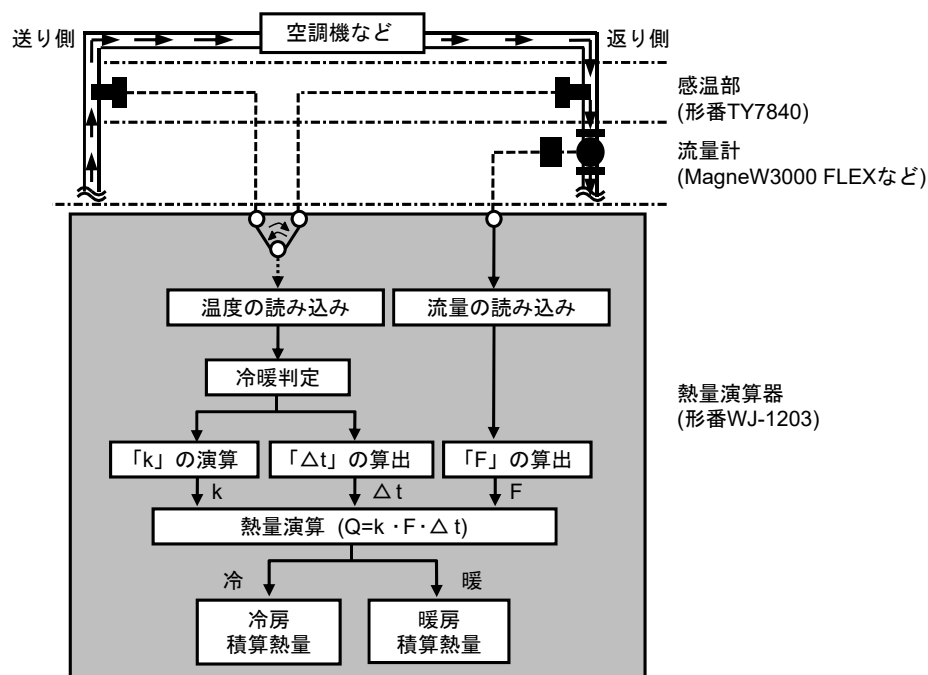 送り側
空調機など
返り側
感温部
(形番TY7840)
流量計
(MagneW3000 FLEXなど)
温度の読み込み
流量の読み込み
冷暖判定
熱量演算器
(形番WJ-1203)
「k」の演算
「△t」の算出
「F」の算出
k
△ t
F
熱量演算 (Q=k・F・△ t)
冷
暖
冷房
積算熱量
暖房
積算熱量